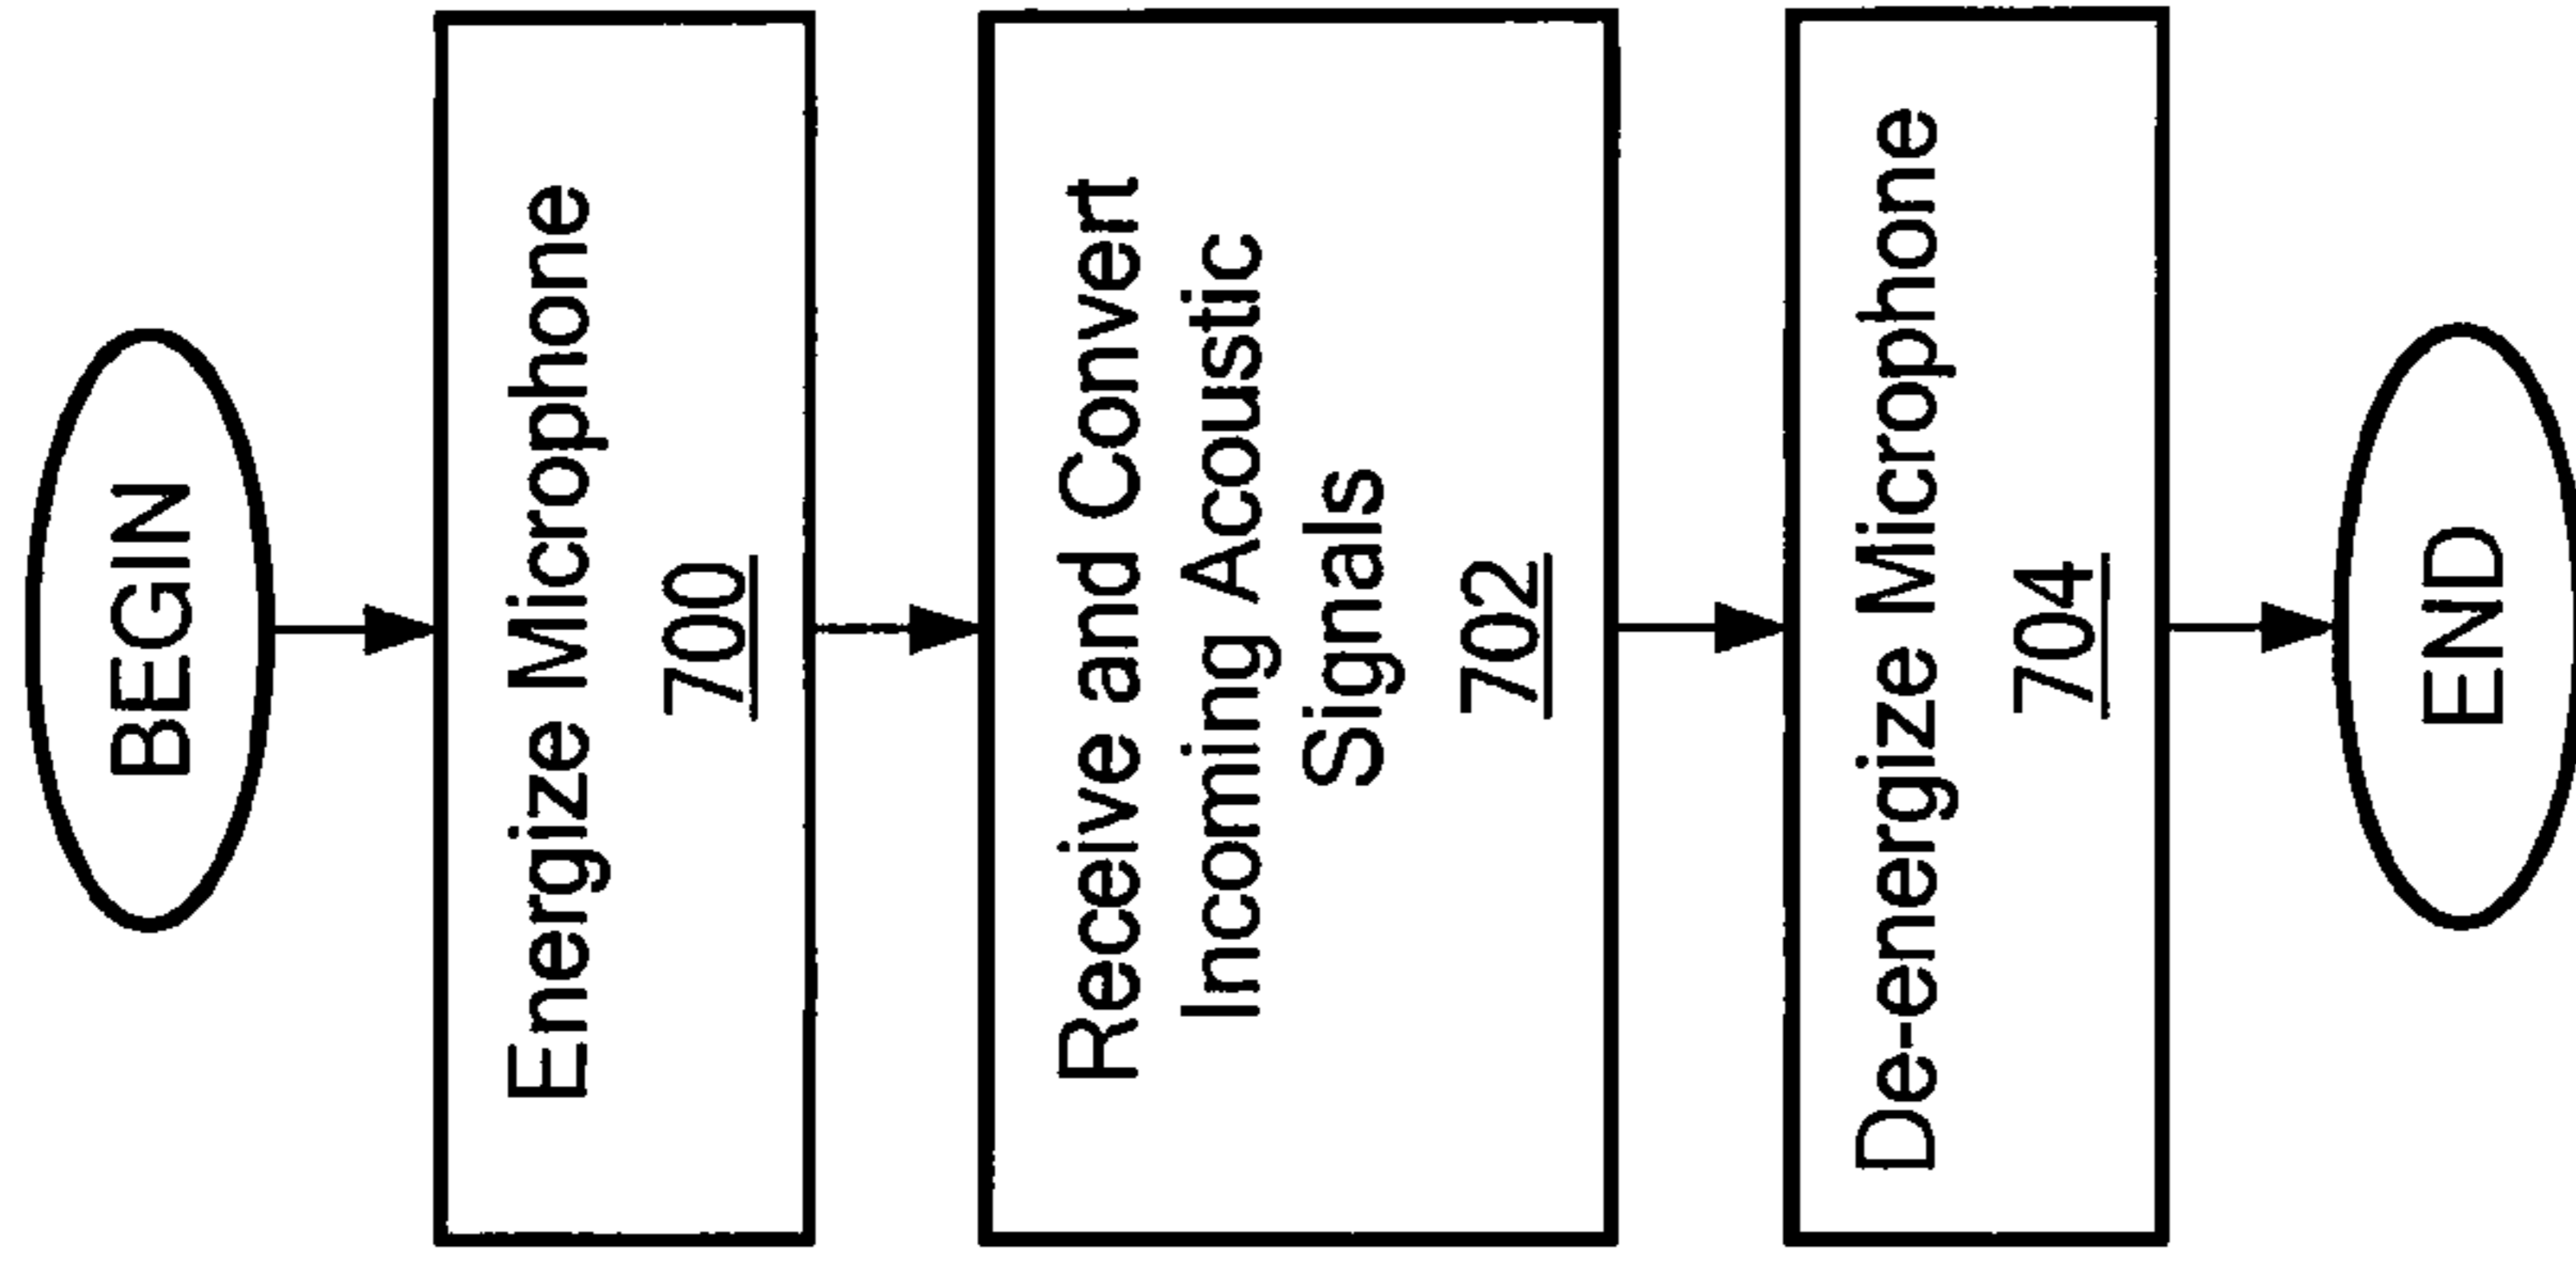 BEGIN
Energize Microphone
700
Receive and Convert
Incoming Acoustic
Signals
702
De-energize Microphone
704
END